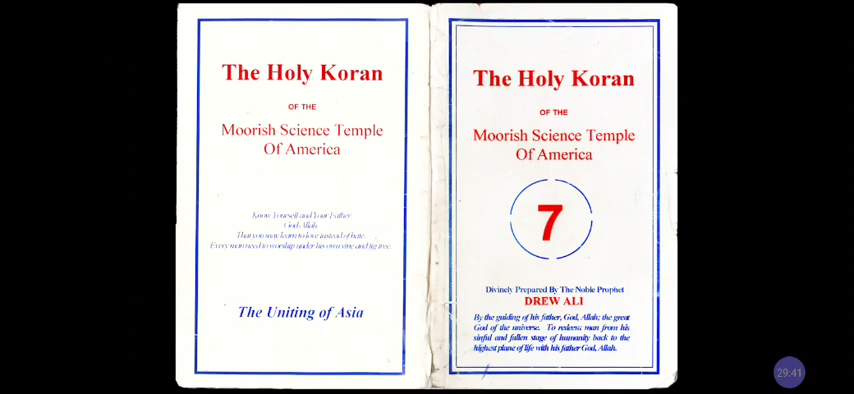 The Holy Koran
OF THE
Moorish Science Temple
Of America
Know Yourself and Your Father
God-Allah.
That you may learn to love instead of hate.
Every man need to worship under his own vine and fig tree.
The Uniting of Asia
The Holy Koran
OF THE
Moorish Science Temple
Of America
7
Divinely Prepared By The Noble Prophet
DREW ALI
By the guiding of his father, God, Allah; the great
God of the universe. To redeem man from his
sinful and fallen stage of humanity back to the
highest plane of life with his father God, Allah.
29:41